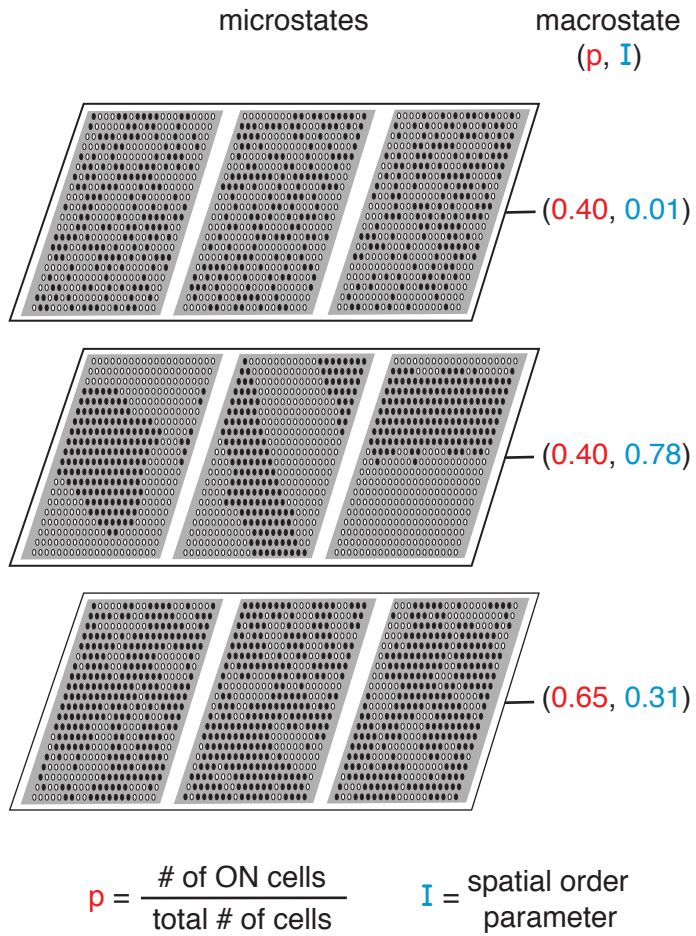 microstates
macrostate
(p, I)
(0.40, 0.01)
(0.40, 0.78)
(0.65, 0.31)
p = # of ON cells
total # of cells
I = spatial order
parameter